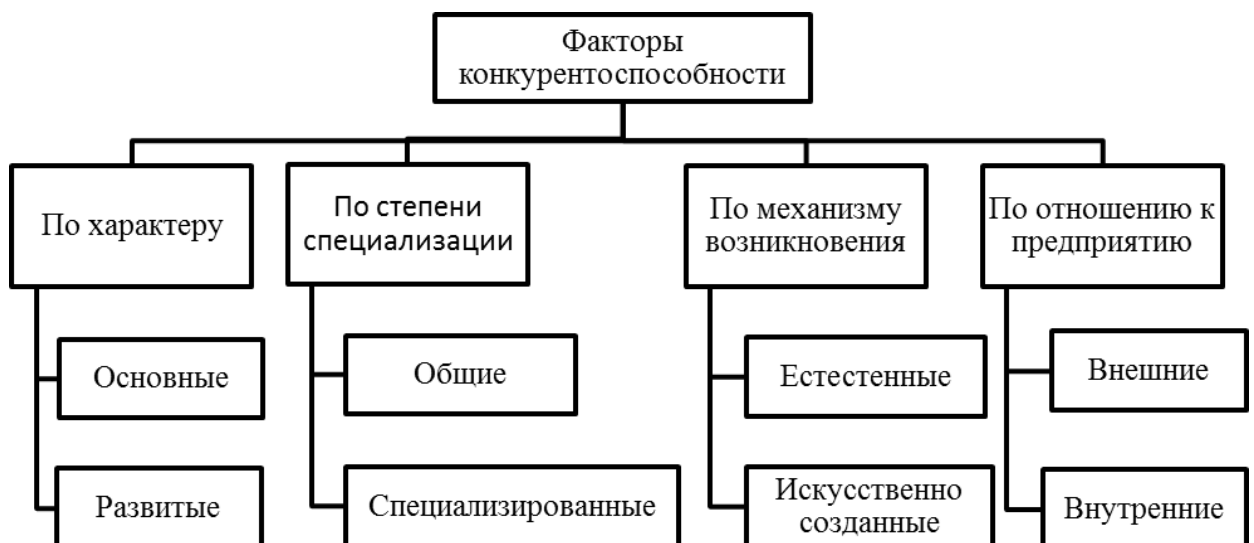 Факторы
конкурентоспособности
По характеру
По степени
специализации
По механизму
возникновения
По отношению к
предприятию
Основные
Общие
Естестенные
Внешние
Развитые
Специализированные
Искусственно
созданные
Внутренние